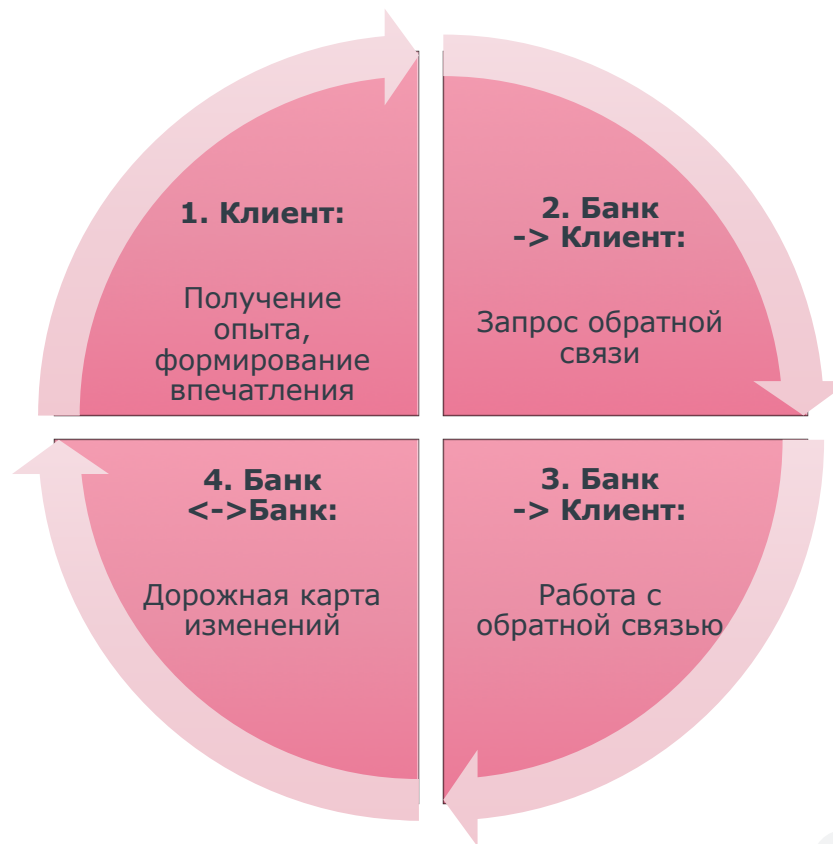 1. Клиент:
Получение
опыта,
формирование
впечатления
2. Банк
-> Клиент:
Запрос обратной
связи
3. Банк
-> Клиент:
Работа с
обратной связью
4. Банк
<->Банк:
Дорожная карта
изменений